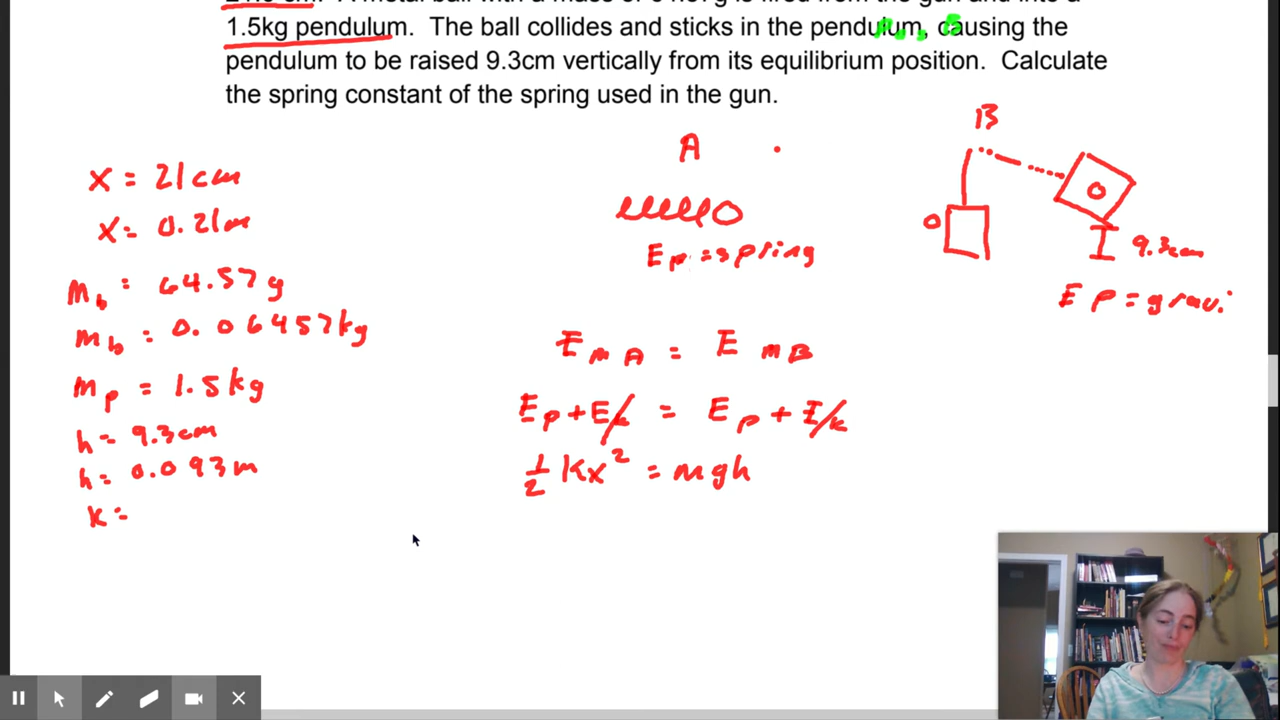 1.5kg pendulum. The ball collides and sticks in the pendulum, causing the
pendulum to be raised 9.3cm vertically from its equilibrium position. Calculate
the spring constant of the spring used in the gun.
A
B
x = 21cm
x = 0.21m
Ep = spring
9.3cm
Ep = gravi
mb = 64.57g
mb = 0.06457kg
mp = 1.5kg
h = 9.3cm
h = 0.093m
k =
EmA = EmB
Ep + Ek = Ep + Ek
1/2 kx² = mgh